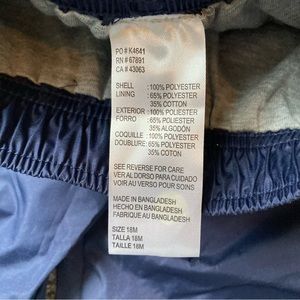 PO # K4641
RN # 67891
CA # 43063
SHELL : 100% POLYESTER
LINING : 65% POLYESTER
35% COTTON
EXTERIOR : 100% POLIESTER
FORRO : 65% POLIESTER
35% ALGODÓN
COQUILLE : 100% POLYESTER
DOUBLURE: 65% POLYESTER
35% COTON
SEE REVERSE FOR CARE
VER AL DORSO PARA CUIDADO
VOIR AU VERSO POUR SOINS
MADE IN BANGLADESH
HECHO EN BANGLADESH
FABRIQUE AU BANGLADESH
SIZE 18M
TALLA 18M
TAILLE 18M